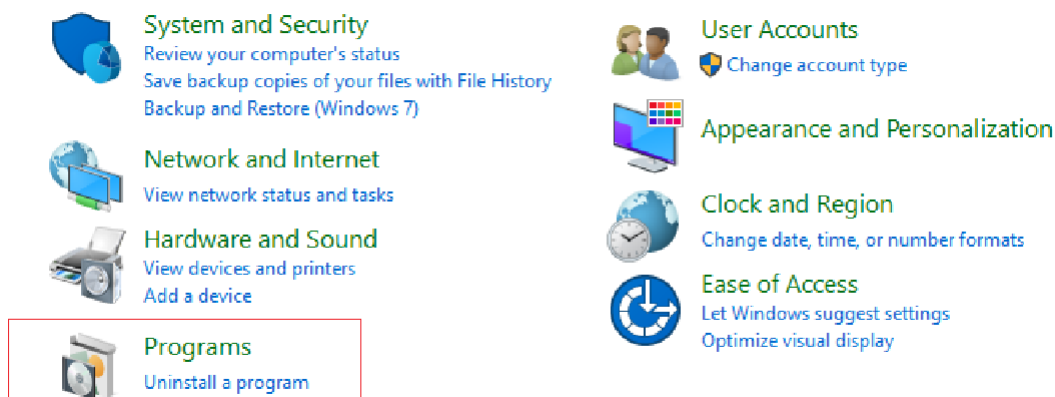 System and Security
Review your computer's status
Save backup copies of your files with File History
Backup and Restore (Windows 7)
Network and Internet
View network status and tasks
Hardware and Sound
View devices and printers
Add a device
Programs
Uninstall a program
User Accounts
Change account type
Appearance and Personalization
Clock and Region
Change date, time, or number formats
Ease of Access
Let Windows suggest settings
Optimize visual display